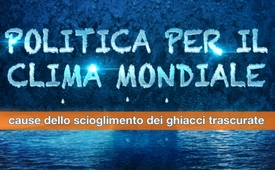 POLITICA PER IL
CLIMA MONDIALE
cause dello scioglimento dei ghiacci trascurate